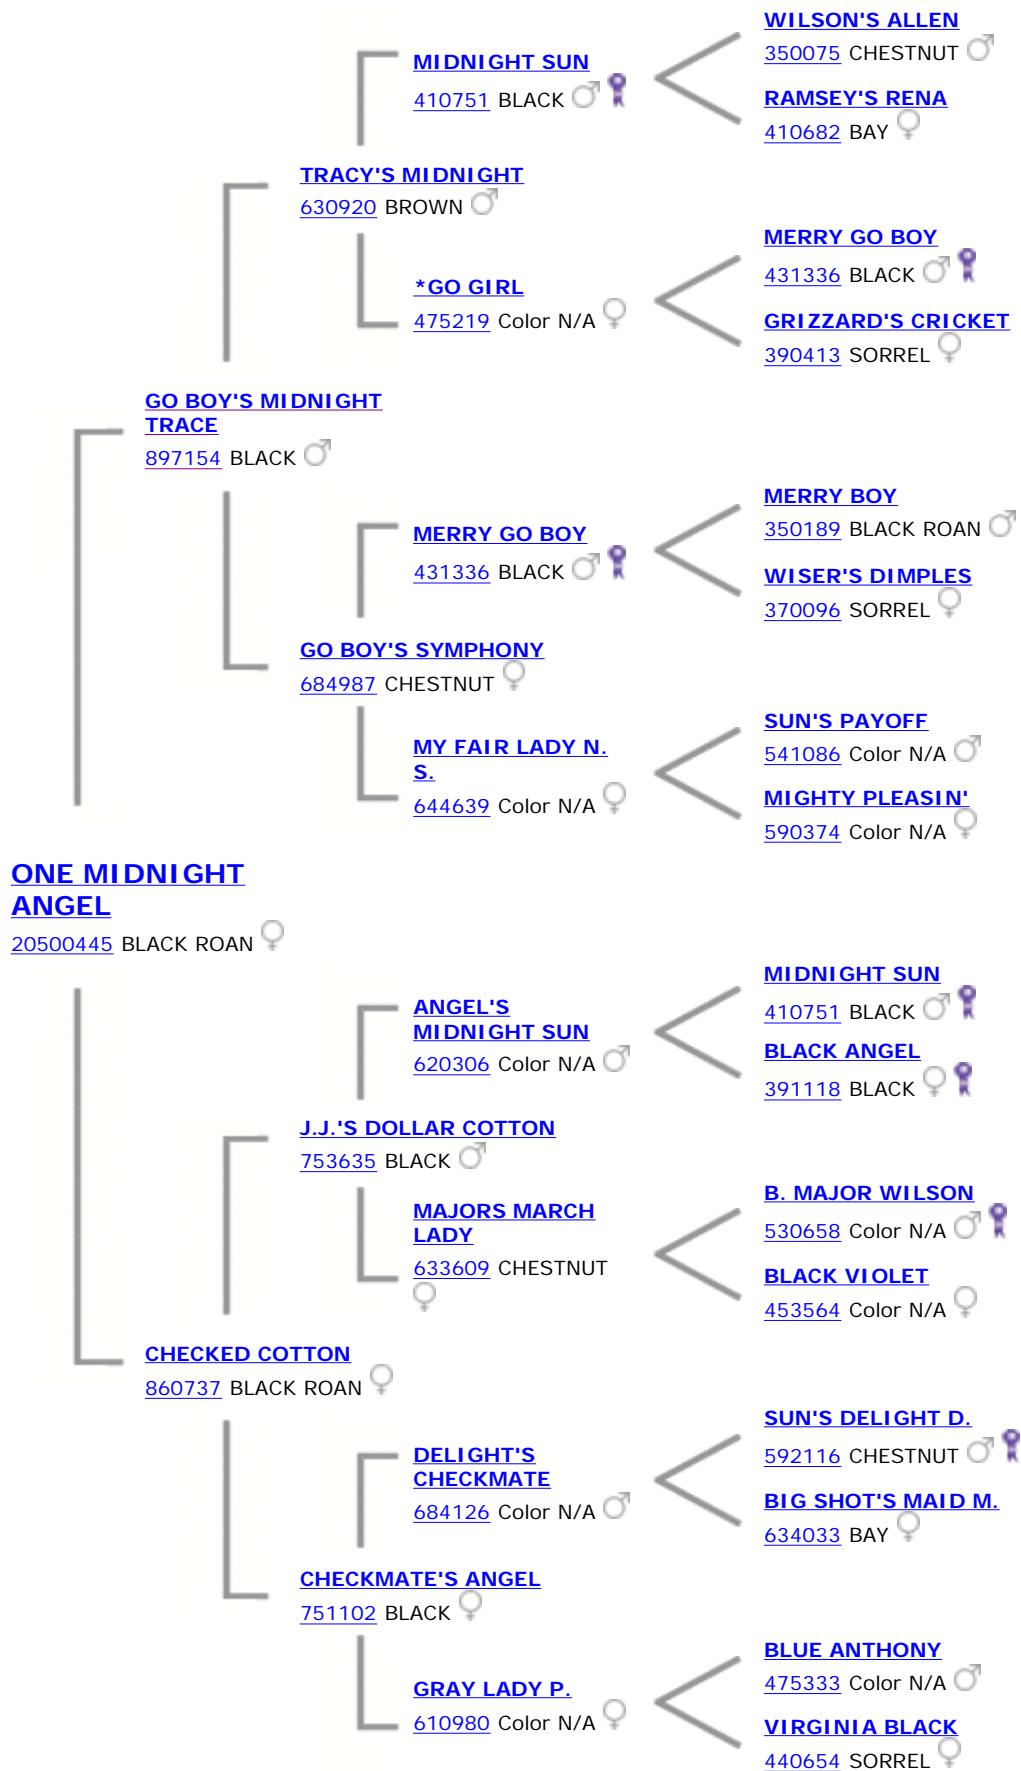 WILSON'S ALLEN
350075 CHESTNUT
MIDNIGHT SUN
410751 BLACK
RAMSEY'S RENA
410682 BAY
TRACY'S MIDNIGHT
630920 BROWN
MERRY GO BOY
431336 BLACK
*GO GIRL
475219 Color N/A
GRIZZARD'S CRICKET
390413 SORREL
GO BOY'S MIDNIGHT
TRACE
897154 BLACK
MERRY BOY
350189 BLACK ROAN
MERRY GO BOY
431336 BLACK
WISER'S DIMPLES
370096 SORREL
GO BOY'S SYMPHONY
684987 CHESTNUT
SUN'S PAYOFF
541086 Color N/A
MY FAIR LADY N.
S.
644639 Color N/A
MIGHTY PLEASIN'
590374 Color N/A
ONE MIDNIGHT
ANGEL
20500445 BLACK ROAN
MIDNIGHT SUN
410751 BLACK
ANGEL'S
MIDNIGHT SUN
620306 Color N/A
BLACK ANGEL
391118 BLACK
J.J.'S DOLLAR COTTON
753635 BLACK
B. MAJOR WILSON
530658 Color N/A
MAJORS MARCH
LADY
633609 CHESTNUT
BLACK VIOLET
453564 Color N/A
CHECKED COTTON
860737 BLACK ROAN
SUN'S DELIGHT D.
592116 CHESTNUT
DELIGHT'S
CHECKMATE
684126 Color N/A
BIG SHOT'S MAID M.
634033 BAY
CHECKMATE'S ANGEL
751102 BLACK
BLUE ANTHONY
475333 Color N/A
GRAY LADY P.
610980 Color N/A
VIRGINIA BLACK
440654 SORREL